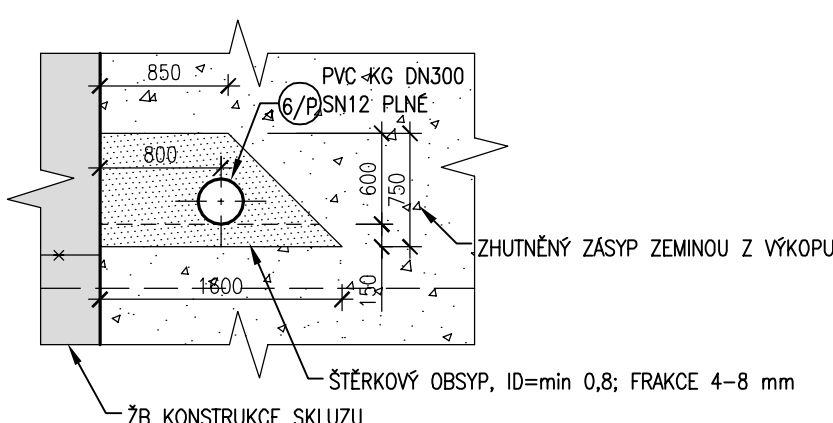 850
PVC KG DN300
6/P
SN12 PLNÉ
800
600
750
ZHUTNĚNÝ ZÁSYP ZEMINOU Z VÝKOPU
1600
150
ŠTĚRKOVÝ OBSYP, ID=min 0,8; FRAKCE 4-8 mm
ŽB KONSTRUKCE SKLUZU